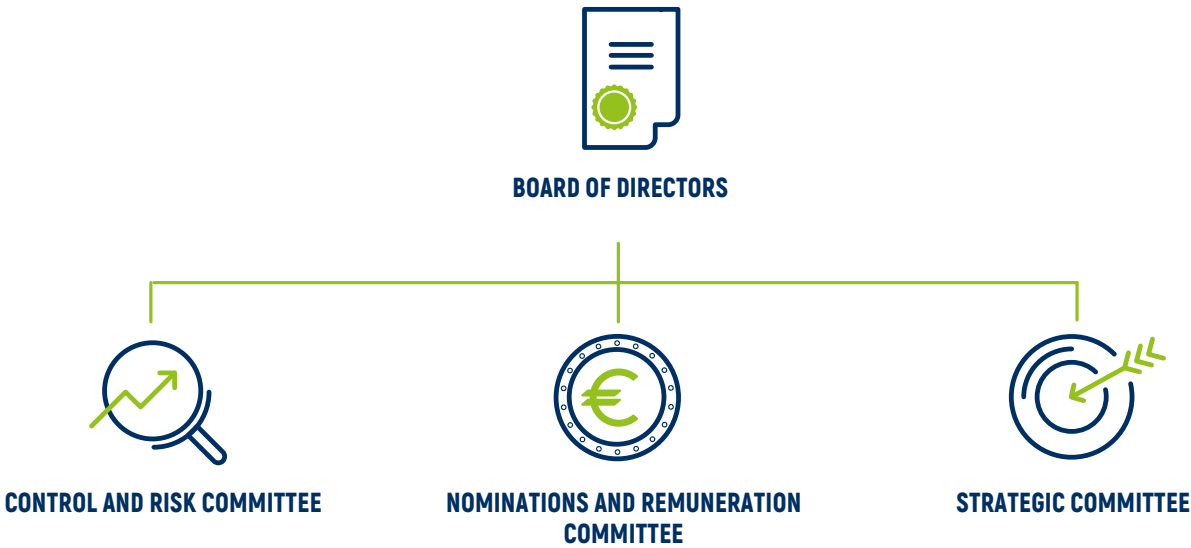 BOARD OF DIRECTORS
CONTROL AND RISK COMMITTEE
NOMINATIONS AND REMUNERATION
COMMITTEE
STRATEGIC COMMITTEE